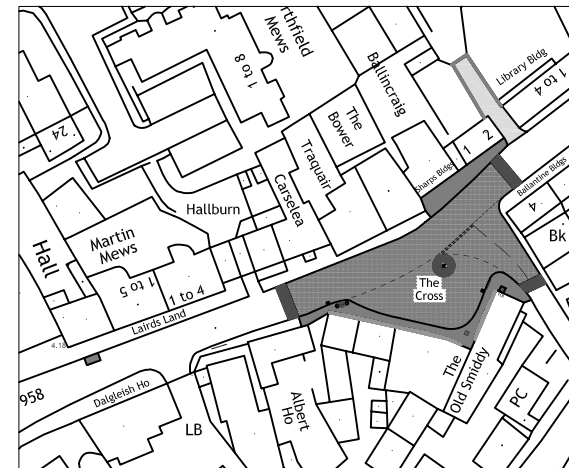 rthfield
Mews
1 to 8
Ballincraig
Library Bldg
1 to 4
24
The
Bower
Traquair
Carselea
Sharps Bldgs
1
2
Ballantine Bldgs
4
Bk
Hallburn
Martin
Mews
Hall
1 to 5
1 to 4
Lairds Land
The
Cross
4.18
958
Dalgleish Ho
LB
Albert
Ho
The
Old Smiddy
PC